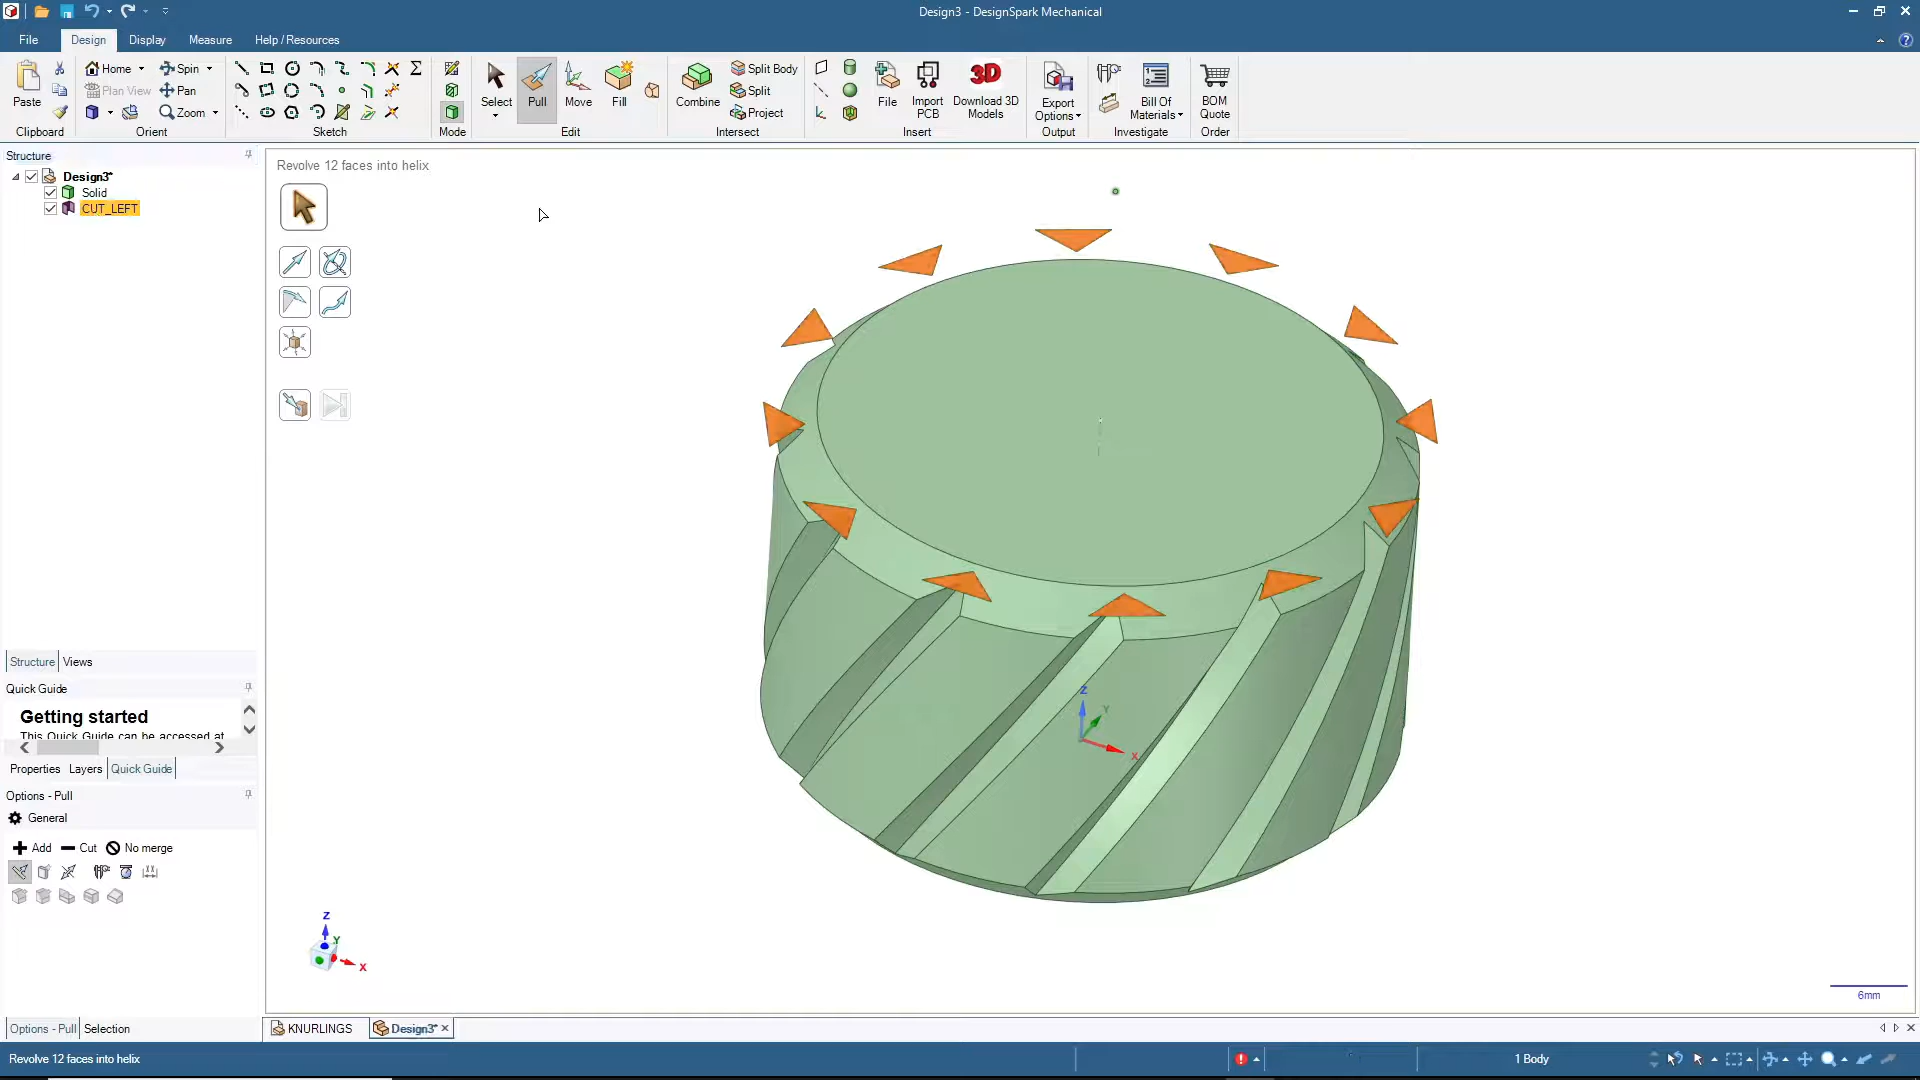 Design3 - DesignSpark Mechanical
File Design Display Measure Help / Resources
Paste
Clipboard
Home Spin
Plan View Pan
Zoom
Orient
Sketch
Mode
Select Pull Move Fill
Edit
Combine
Split Body
Split
Project
Intersect
File Import PCB Download 3D Models
3D
Insert
Export Options
Output
Bill Of Materials
Investigate
BOM Quote
Order
Structure
Design3*
Solid
CUT_LEFT
Revolve 12 faces into helix
Structure Views
Quick Guide
Getting started
This Quick Guide can be accessed at
Properties Layers Quick Guide
Options - Pull
General
Add Cut No merge
Z
Y
X
Z
Y
X
6mm
Options - Pull Selection
KNURLINGS Design3*
Revolve 12 faces into helix
1 Body